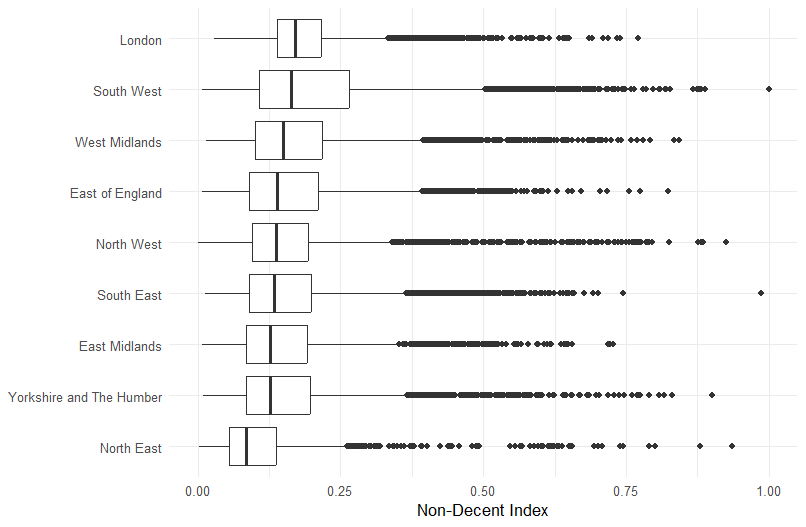 London
South West
West Midlands
East of England
North West
South East
East Midlands
Yorkshire and The Humber
North East
0.00 0.25 0.50 0.75 1.00
Non-Decent Index